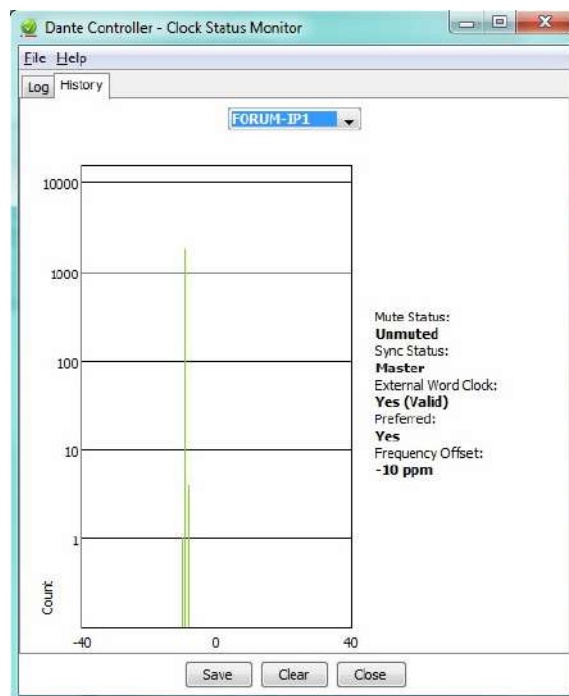 Dante Controller - Clock Status Monitor
File Help
Log History
FORUM-IP1
10000
1000
100
10
1
Count
-40 0 40
Mute Status:
Unmuted
Sync Status:
Master
External Word Clock:
Yes (Valid)
Preferred:
Yes
Frequency Offset:
-10 ppm
Save Clear Close